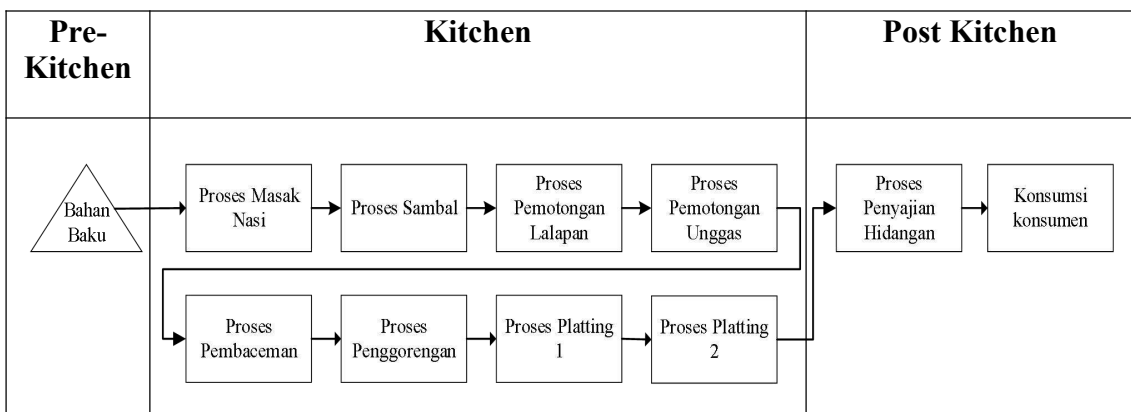 Pre-
Kitchen
Kitchen
Post Kitchen
Bahan
Baku
Proses Masak
Nasi
Proses Sambal
Proses
Pemotongan
Lalapan
Proses
Pemotongan
Unggas
Proses
Penyajian
Hidangan
Konsumsi
konsumen
Proses
Pembaceman
Proses
Penggorengan
Proses Platting
1
Proses Platting
2